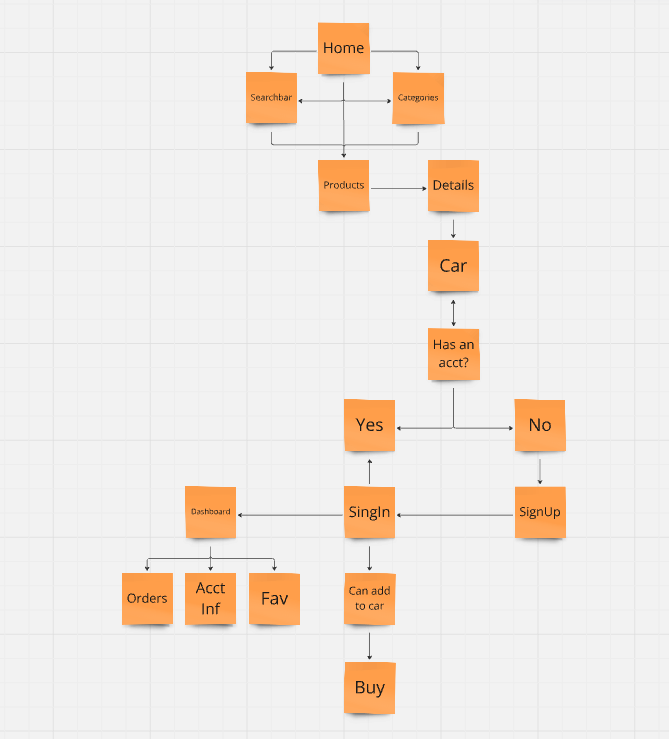 Home
Searchbar
Categories
Products
Details
Car
Has an
acct?
Yes
No
Dashboard
SingIn
SignUp
Orders
Acct
Inf
Fav
Can add
to car
Buy